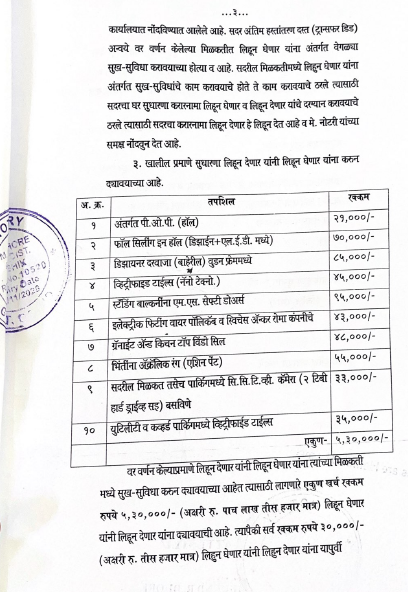 ...३...
कार्यालयात नोंदविण्यात आलेले आहे. सदर अंतिम हस्तांतरण दस्त (ट्रान्सफर डिड)
अन्वये वर वर्णन केलेल्या मिळकतीत लिहून घेणार यांना अंतर्गत वेगळ्या
सुख-सुविधा करावयाच्या होत्या व आहे. सदरील मिळकतीमध्ये लिहुन घेणार यांना
अंतर्गत सुख-सुविधांचे काम करावयाचे होते ते काम करावयाचे ठरले त्यासाठी
सदरचा घर सुधारणा करारनामा लिहून घेणार व लिहून देणार यांचे दरम्यान करावयाचे
ठरले त्यासाठी सदरचा करारनामा लिहून देणार हे लिहून देत आहे व मे. नोटरी यांच्या
समक्ष नोंदवुन देत आहे.
३. खालील प्रमाणे सुधारणा लिहून देणार यांनी लिहून घेणार यांना करुन
द्यावयाच्या आहे.
अ. क्र. तपशिल रक्कम
१ अंतर्गत पी.ओ.पी. (हॉल) २१,०००/-
२ फॉल सिलींग इन हॉल (डिझाईन+एल.ई.डी. मध्ये) ७०,०००/-
३ डिझायनर दरवाजा (बाहेरील) वुडन फ्रेममध्ये ८५,०००/-
४ व्हिट्रीफाइड टाईल्स (नॅनो टेक्नो.) ४५,०००/-
५ स्टँडिंग बाल्कनीना एम.एस. सेफ्टी डोअर्स ९५,०००/-
६ इलेक्ट्रीक फिटींग वायर पॉलिकॅब व स्विचेस अ‍ॅन्कर रोमा कंपनीचे ४३,०००/-
७ ग्रॅनाईट अ‍ॅन्ड किचन टॉप विंडो सिल ४८,०००/-
८ भिंतीना अ‍ॅक्रेलिक रंग (एशिन पेंट) ५५,०००/-
९ सदरील मिळकत तसेच पार्किंगमध्ये सि.सि.टि.व्ही. कॅमेरा (२ टिबी ३३,०००/-
हार्ड ड्राईव्ह सह) बसविणे
१० युटिलीटी व कव्हर्ड पार्किंगमध्ये व्हिट्रीफाईड टाईल्स ३५,०००/-
एकुण- ५,३०,०००/-
वर वर्णन केल्याप्रमाणे लिहून देणार यांनी लिहून घेणार यांना त्यांच्या मिळकती
मध्ये सुख-सुविधा करुन द्यावयाच्या आहेत त्यासाठी लागणारे एकुण खर्च रक्कम
रुपये ५,३०,०००/- (अक्षरी रु. पाच लाख तीस हजार मात्र) लिहून घेणार
यांनी लिहून देणार यांना द्यावयाची आहे. त्यापैकी सर्व रक्कम रुपये ३०,०००/-
(अक्षरी रु. तीस हजार मात्र) लिहुन घेणार यांनी लिहून देणार यांना यापुर्वी